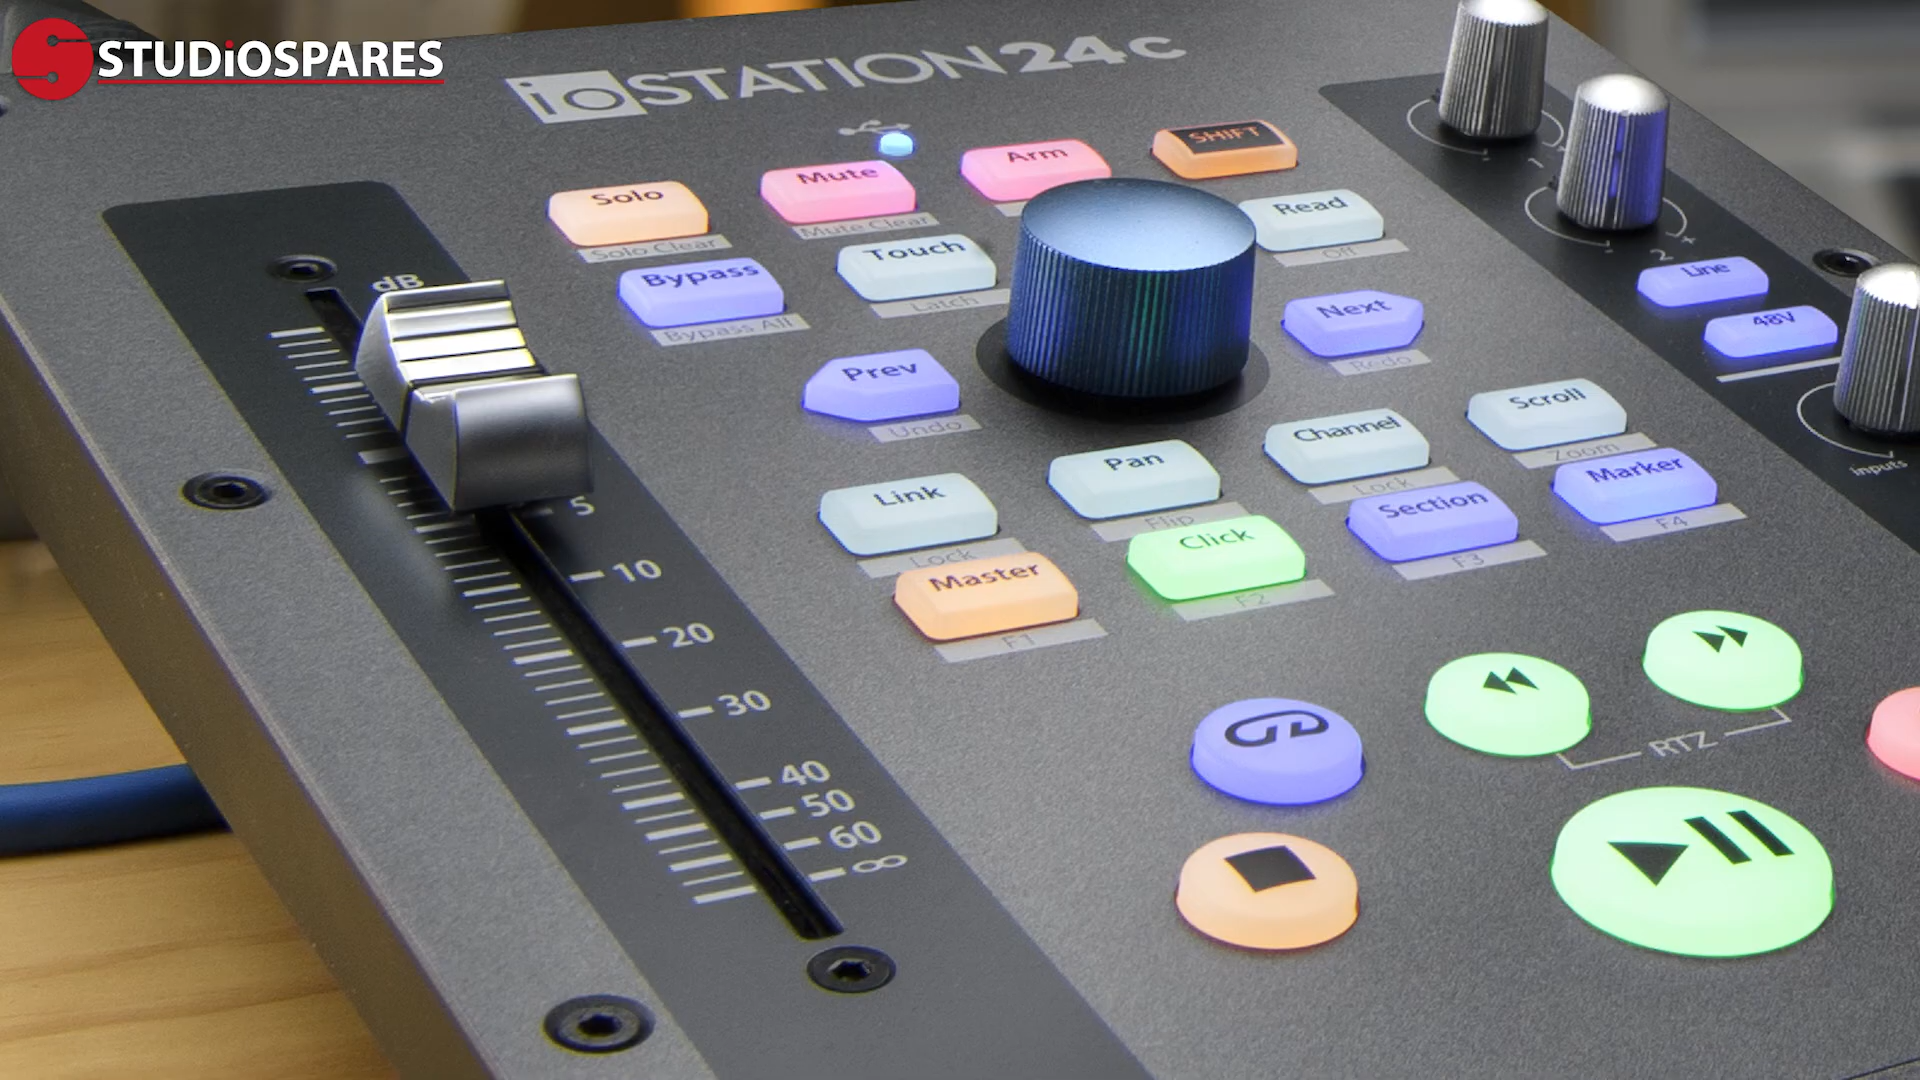 STUDiOSPARES
ioSTATION24c
Solo
Mute
Arm
SHIFT
Solo Clear
Mute Clear
Bypass
Touch
Read
Bypass All
Latch
Off
Prev
Next
Undo
Redo
Link
Pan
Channel
Scroll
Lock
Flip
Lock
Zoom
Master
Click
Section
Marker
F1
F2
F3
F4
RTZ
dB
5
10
20
30
40
50
60
∞
2
+
Line
48V
inputs